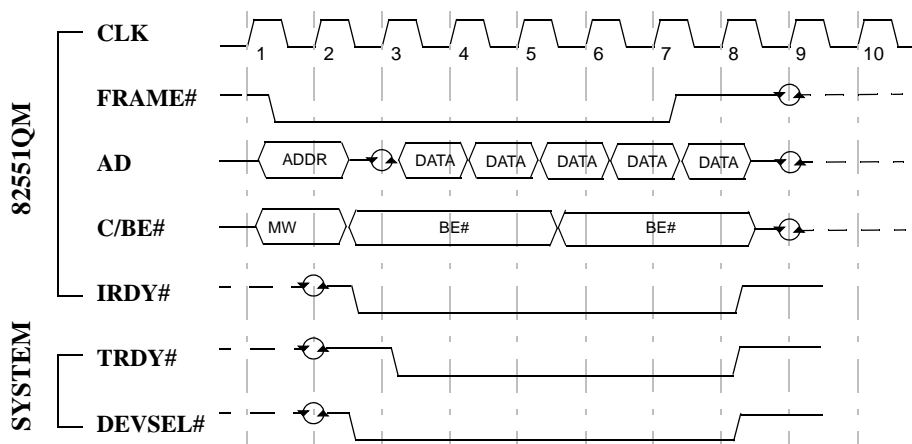 82551QM
CLK
1 2 3 4 5 6 7 8 9 10
FRAME#
AD
ADDR DATA DATA DATA DATA DATA
C/BE#
MW BE# BE#
IRDY#
SYSTEM
TRDY#
DEVSEL#